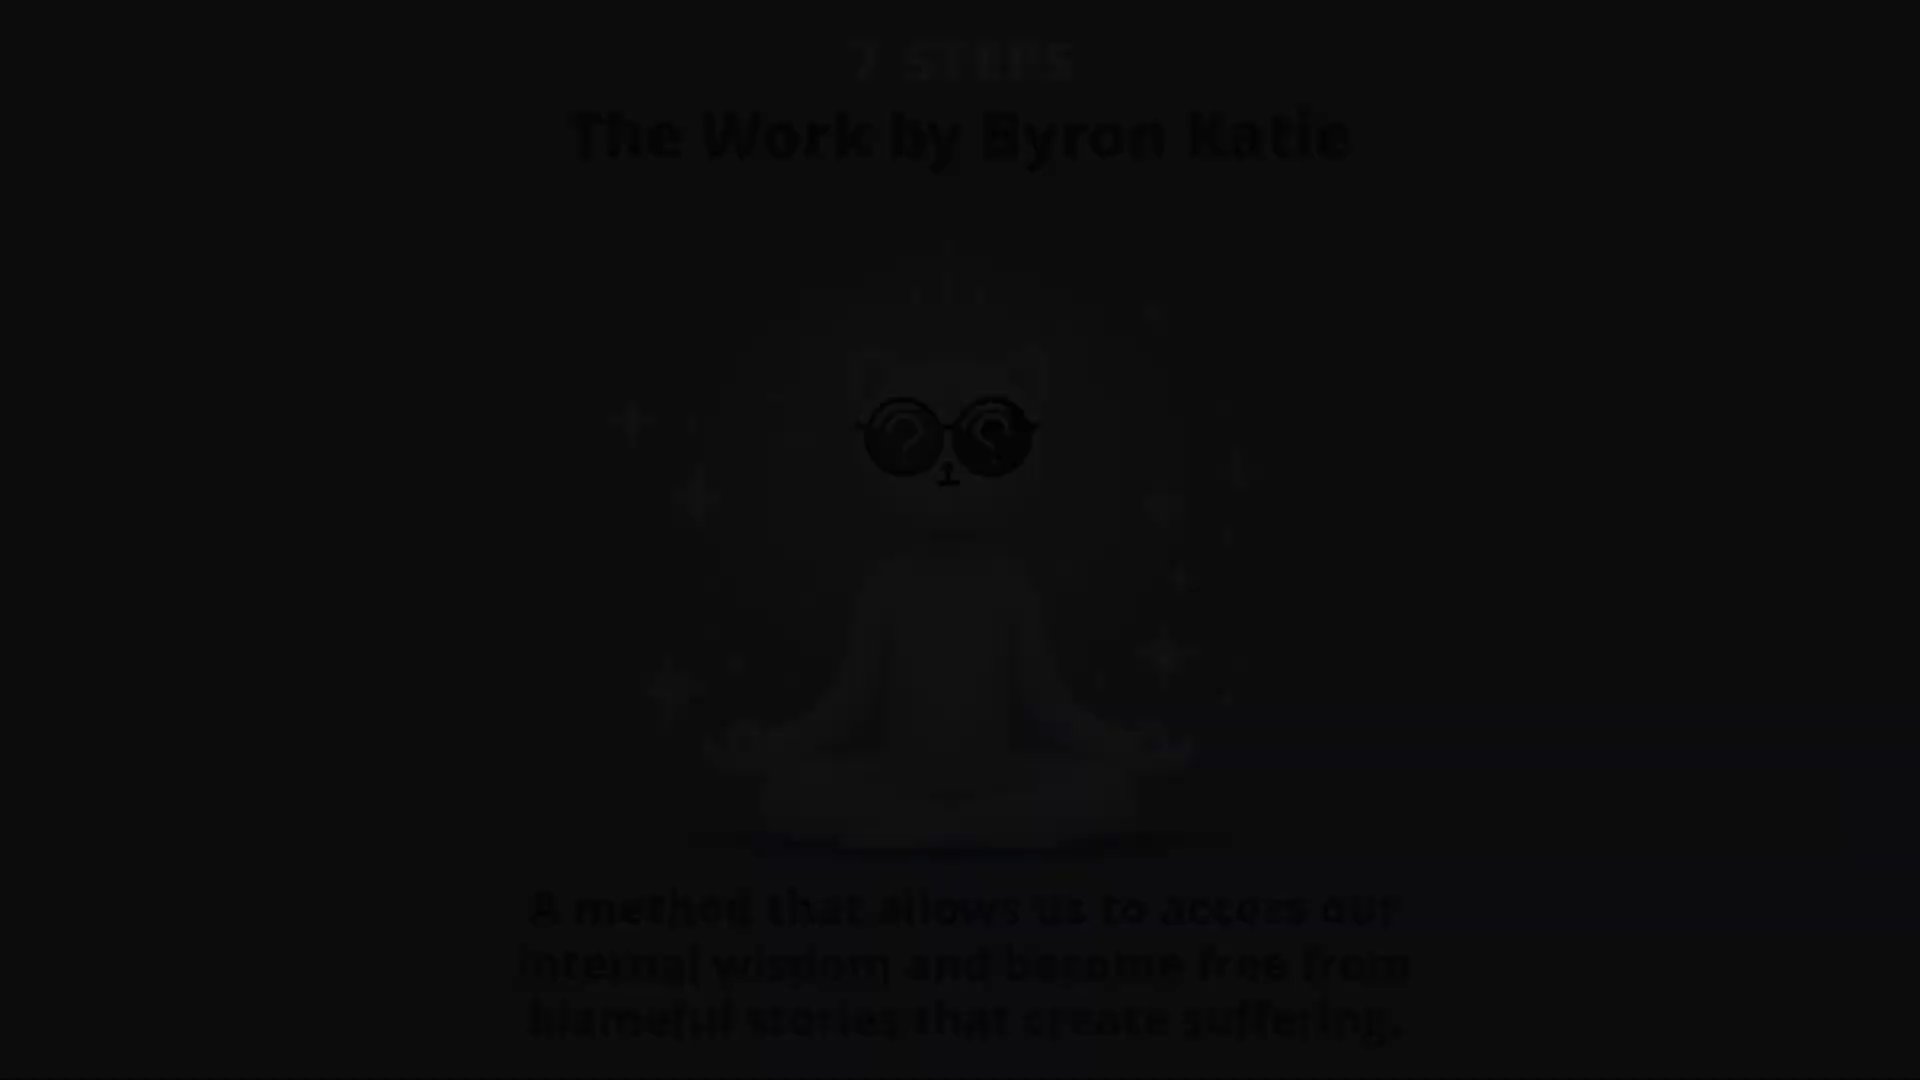 7 STEPS
The Work by Byron Katie
A method that allows us to access our
internal wisdom and become free from
blameful stories that create suffering.